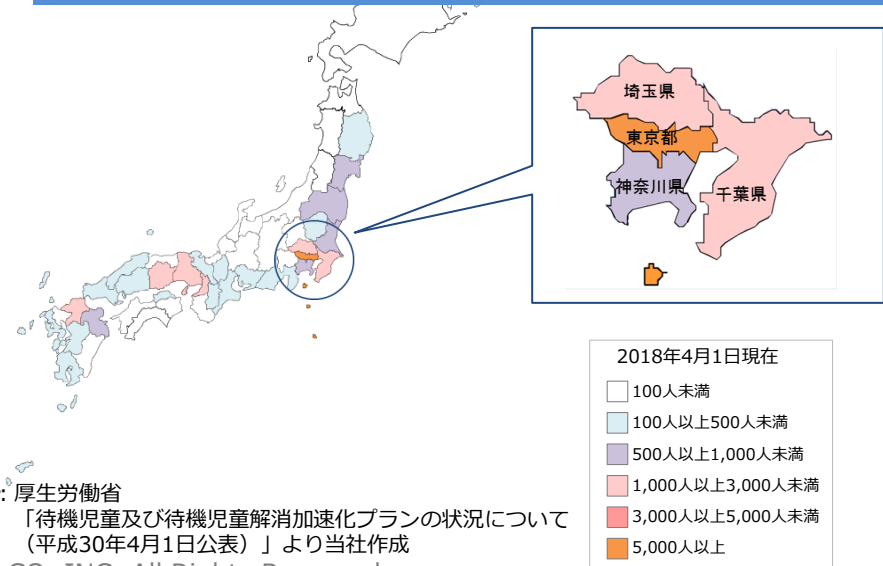 埼玉県
東京都
神奈川県
千葉県
2018年4月1日現在
100人未満
100人以上500人未満
500人以上1,000人未満
1,000人以上3,000人未満
3,000人以上5,000人未満
5,000人以上
: 厚生労働省
「待機児童及び待機児童解消加速化プランの状況について
（平成30年4月1日公表）」より当社作成